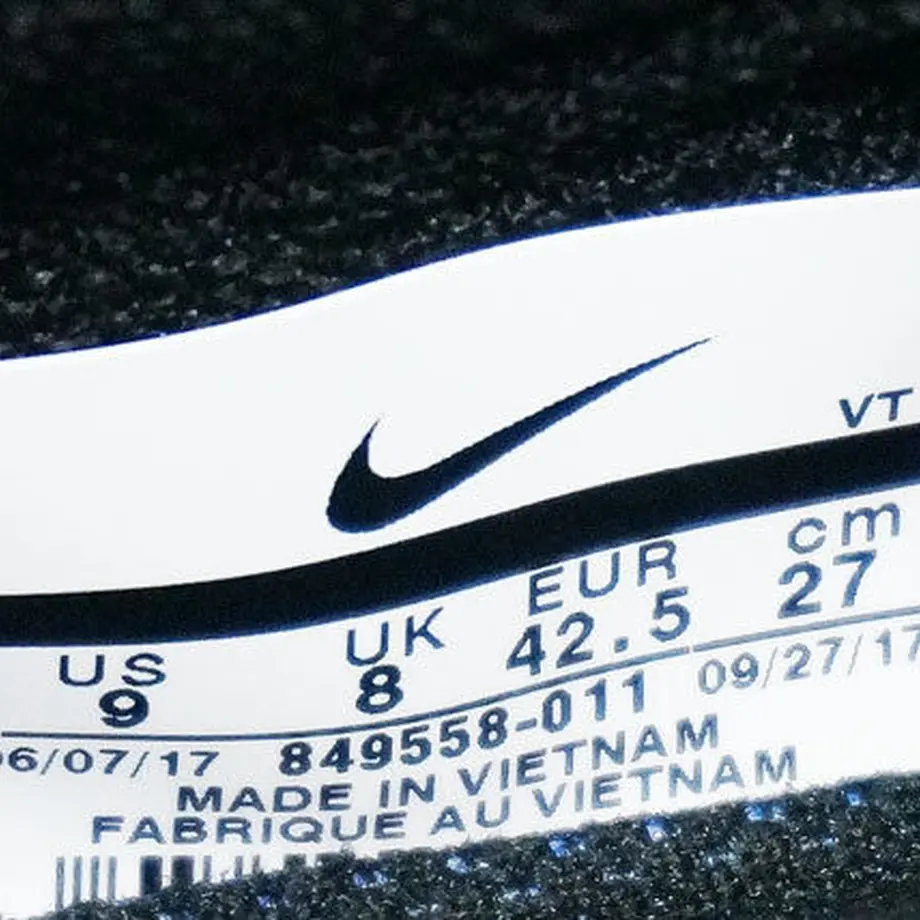 VT
US UK EUR cm
9 8 42.5 27
06/07/17 849558-011 09/27/17
MADE IN VIETNAM
FABRIQUE AU VIETNAM